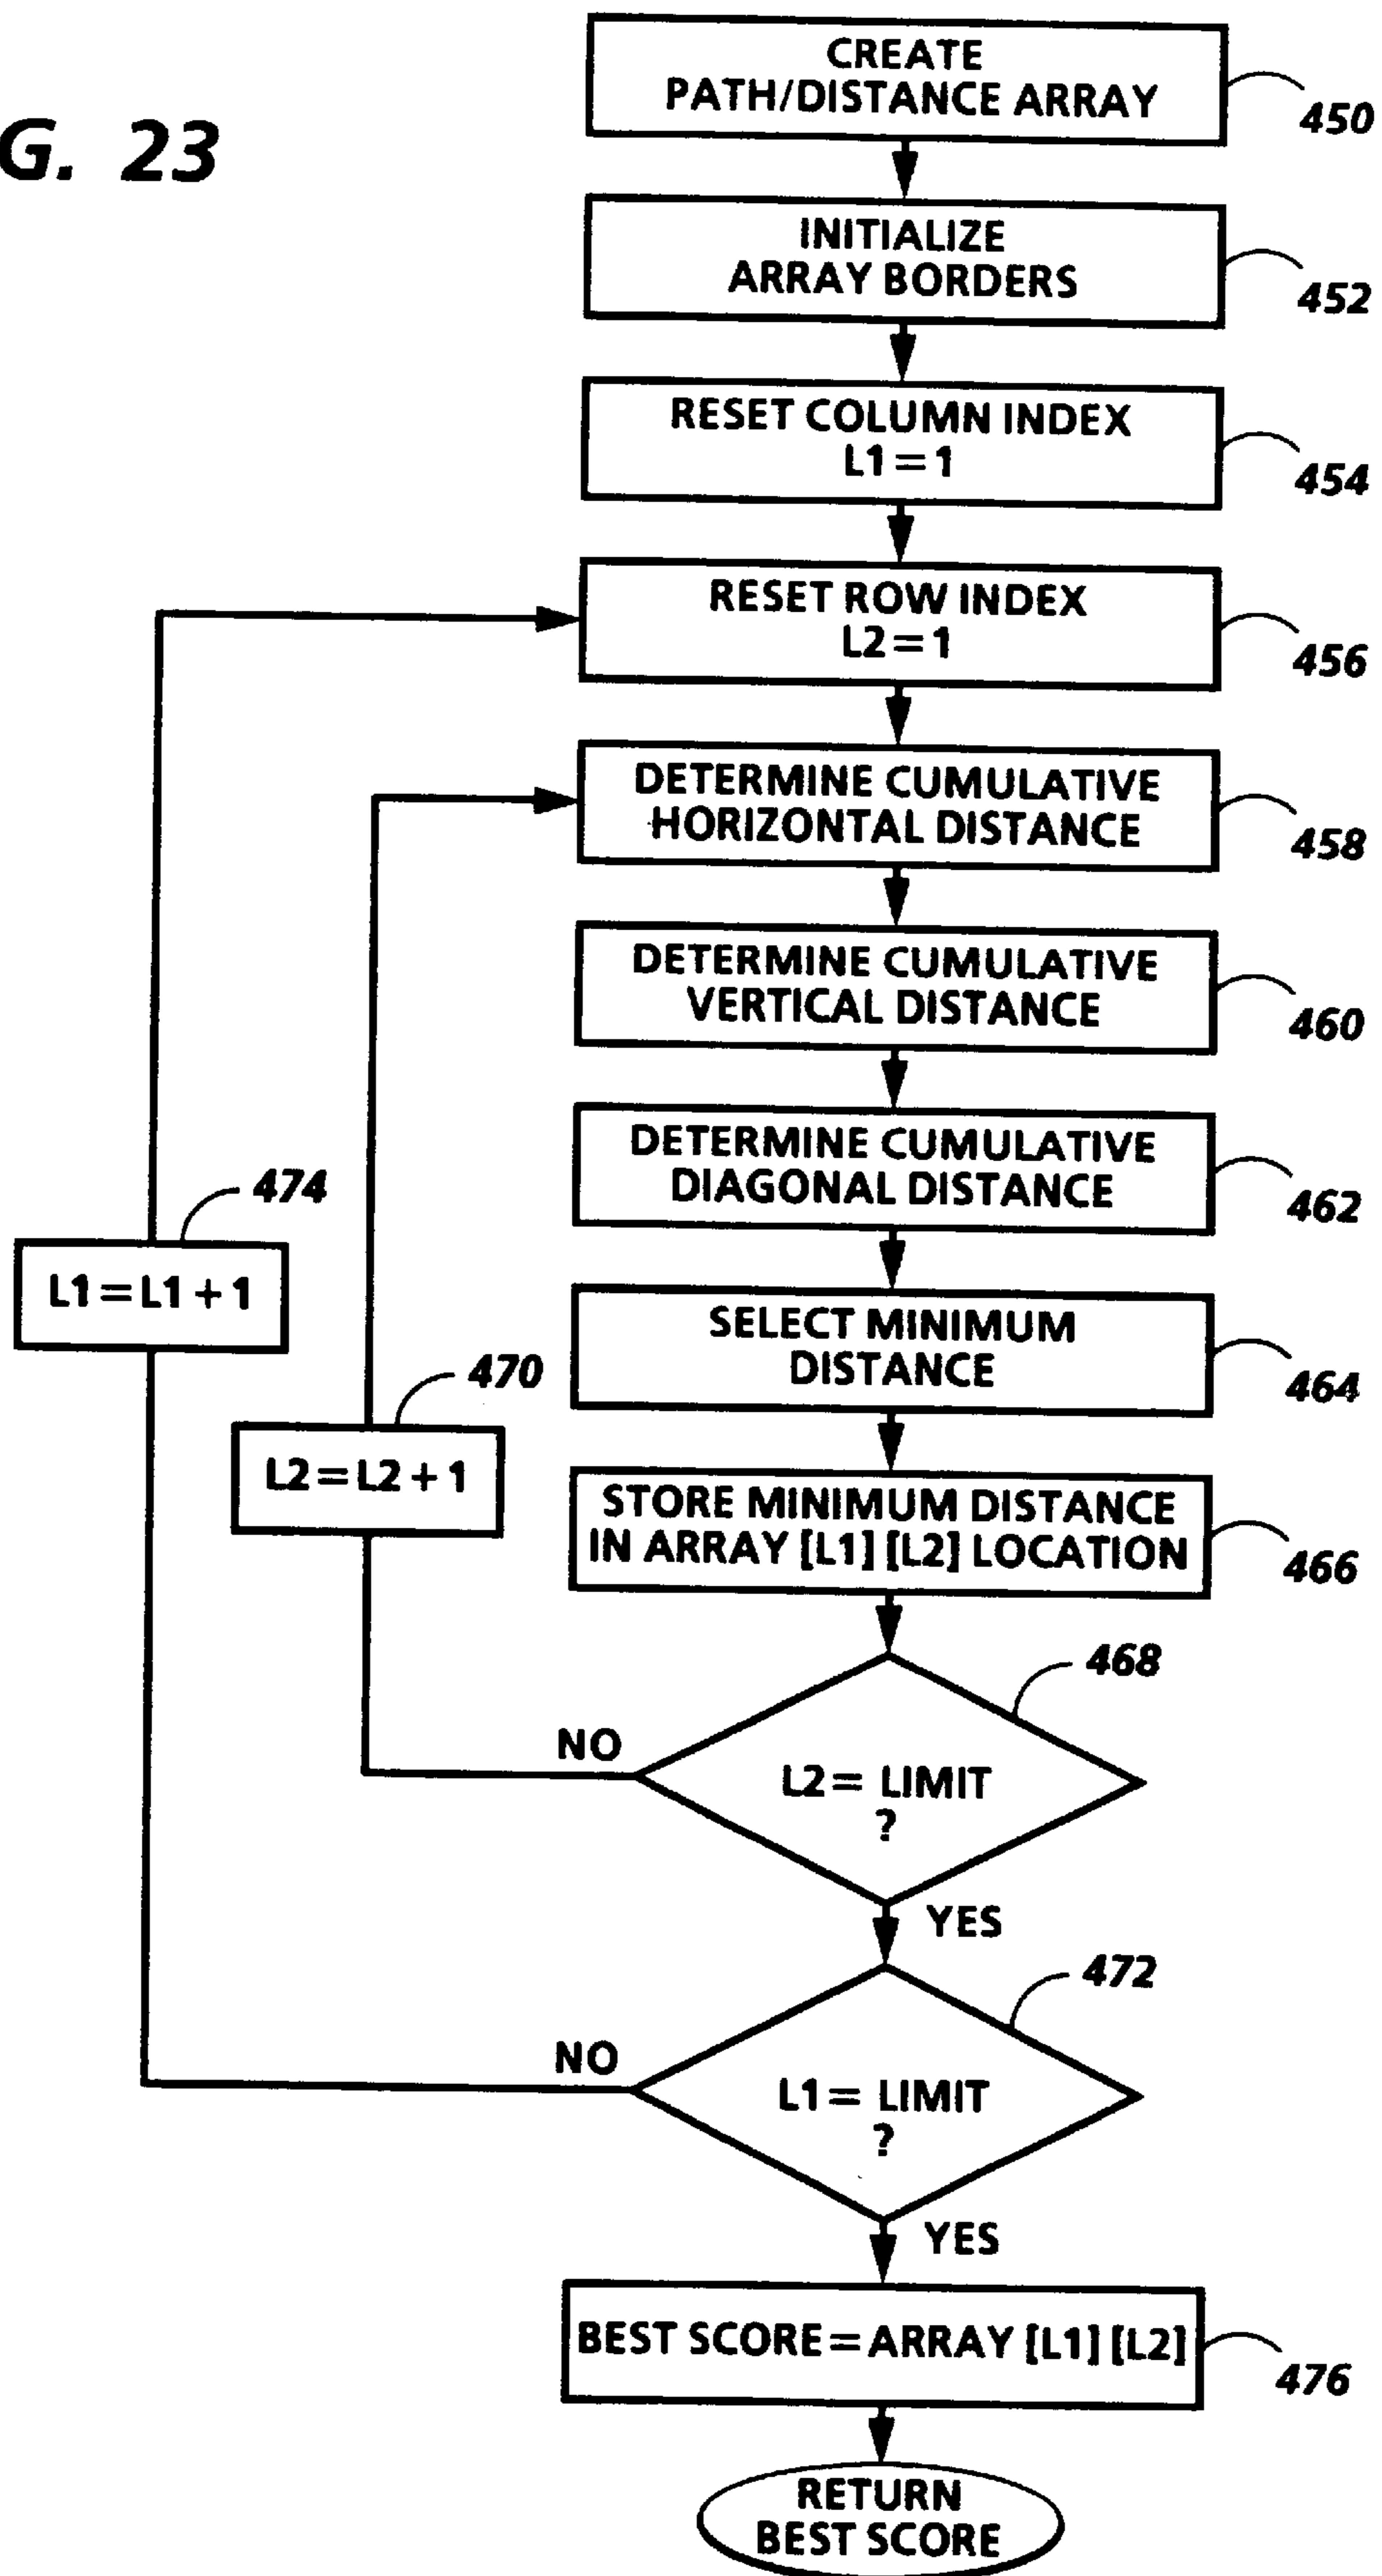 G. 23
CREATE
PATH/DISTANCE ARRAY
450
INITIALIZE
ARRAY BORDERS
452
RESET COLUMN INDEX
L1 = 1
454
RESET ROW INDEX
L2 = 1
456
DETERMINE CUMULATIVE
HORIZONTAL DISTANCE
458
DETERMINE CUMULATIVE
VERTICAL DISTANCE
460
DETERMINE CUMULATIVE
DIAGONAL DISTANCE
462
474
L1 = L1 + 1
SELECT MINIMUM
DISTANCE
464
470
L2 = L2 + 1
STORE MINIMUM DISTANCE
IN ARRAY [L1] [L2] LOCATION
466
468
NO
L2 = LIMIT
?
YES
472
NO
L1 = LIMIT
?
YES
BEST SCORE = ARRAY [L1] [L2]
476
RETURN
BEST SCORE